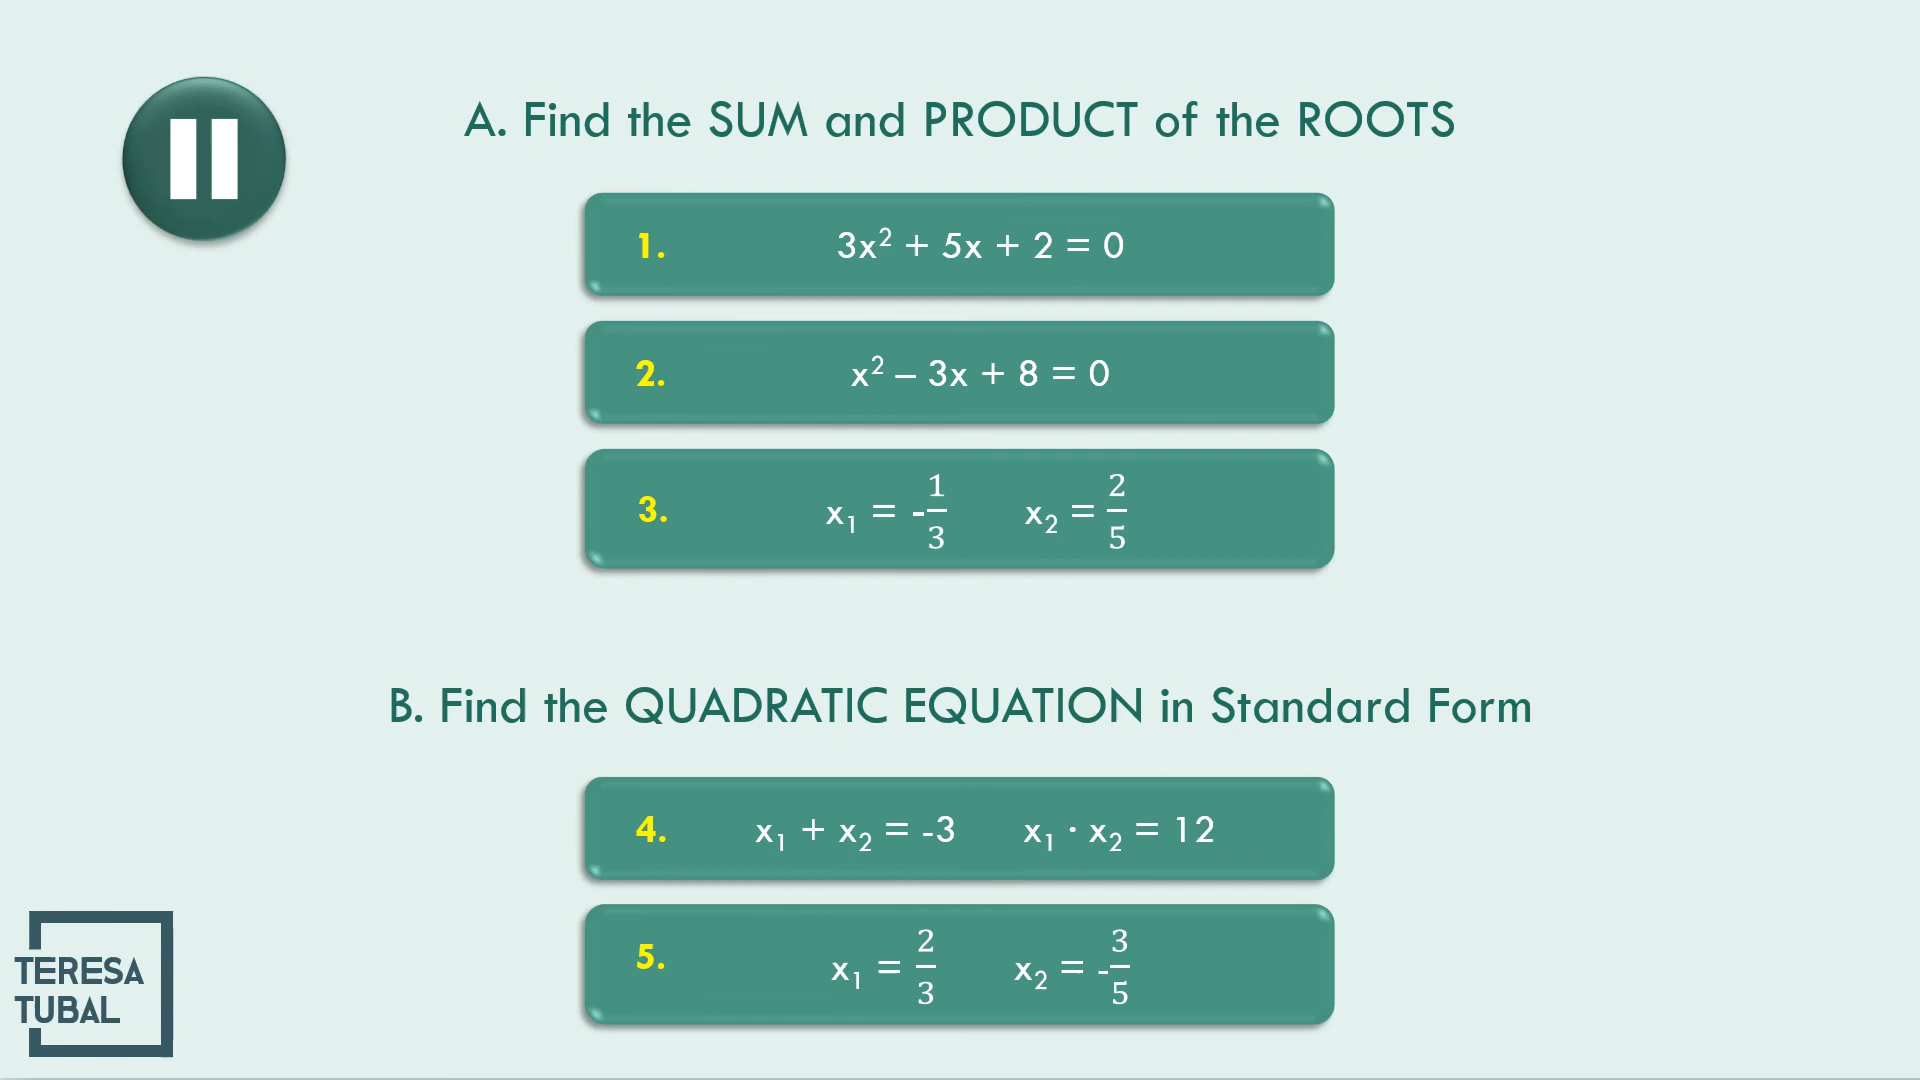 A. Find the SUM and PRODUCT of the ROOTS
1. 3x² + 5x + 2 = 0
2. x² – 3x + 8 = 0
3. x₁ = -1/3 x₂ = 2/5
B. Find the QUADRATIC EQUATION in Standard Form
4. x₁ + x₂ = -3 x₁ · x₂ = 12
5. x₁ = 2/3 x₂ = -3/5
TERESA
TUBAL